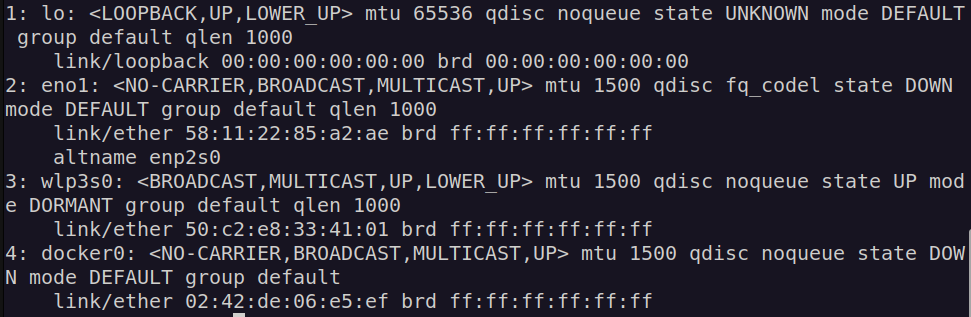 1: lo: <LOOPBACK,UP,LOWER_UP> mtu 65536 qdisc noqueue state UNKNOWN mode DEFAULT
 group default qlen 1000
    link/loopback 00:00:00:00:00:00 brd 00:00:00:00:00:00
2: eno1: <NO-CARRIER,BROADCAST,MULTICAST,UP> mtu 1500 qdisc fq_codel state DOWN 
mode DEFAULT group default qlen 1000
    link/ether 58:11:22:85:a2:ae brd ff:ff:ff:ff:ff:ff
    altname enp2s0
3: wlp3s0: <BROADCAST,MULTICAST,UP,LOWER_UP> mtu 1500 qdisc noqueue state UP mod
e DORMANT group default qlen 1000
    link/ether 50:c2:e8:33:41:01 brd ff:ff:ff:ff:ff:ff
4: docker0: <NO-CARRIER,BROADCAST,MULTICAST,UP> mtu 1500 qdisc noqueue state DOW
N mode DEFAULT group default 
    link/ether 02:42:de:06:e5:ef brd ff:ff:ff:ff:ff:ff